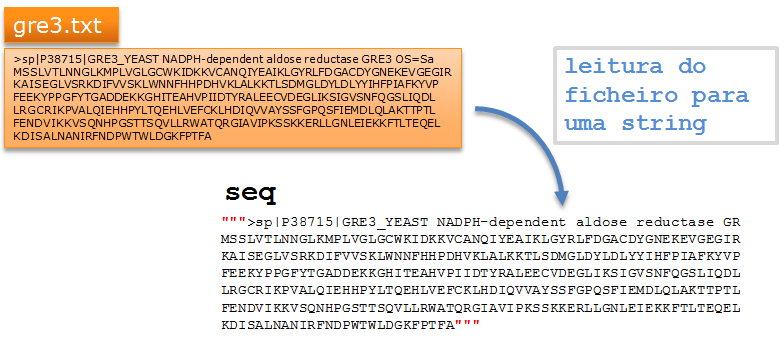 gre3.txt
>sp|P38715|GRE3_YEAST NADPH-dependent aldose reductase GRE3 OS=Sa
MSSLVTLNNGLKMPLVGLGCWKIDKKVCANQIYEAIKLGYRLFDGACDYGNEKEVGEGIR
KAISEGLVSRKDIFVVSKLWNNFHHPDHVKLALKKTLSDMGLDYLDLYYIHFPIAFKYVP
FEEKYPPGFYTGADDEKKGHITEAHVPIIDTYRALEECVDEGLIKSIGVSNFQGSLIQDL
LRGCRIKPVALQIEHHPYLTQEHLVEFCKLHDIQVVAYSSFGPQSFIEMDLQLAKTTPTL
FENDVIKKVSQNHPGSTTSQVLLRWATQRGIAVIPKSSKKERLLGNLEIEKKFTLTEQEL
KDISALNANIRFNDPWTWLDGKFPTFA
leitura do
ficheiro para
uma string
seq
""">sp|P38715|GRE3_YEAST NADPH-dependent aldose reductase GR
MSSLVTLNNGLKMPLVGLGCWKIDKKVCANQIYEAIKLGYRLFDGACDYGNEKEVGEGIR
KAISEGLVSRKDIFVVSKLWNNFHHPDHVKLALKKTLSDMGLDYLDLYYIHFPIAFKYVP
FEEKYPPGFYTGADDEKKGHITEAHVPIIDTYRALEECVDEGLIKSIGVSNFQGSLIQDL
LRGCRIKPVALQIEHHPYLTQEHLVEFCKLHDIQVVAYSSFGPQSFIEMDLQLAKTTPTL
FENDVIKKVSQNHPGSTTSQVLLRWATQRGIAVIPKSSKKERLLGNLEIEKKFTLTEQEL
KDISALNANIRFNDPWTWLDGKFPTFA"""